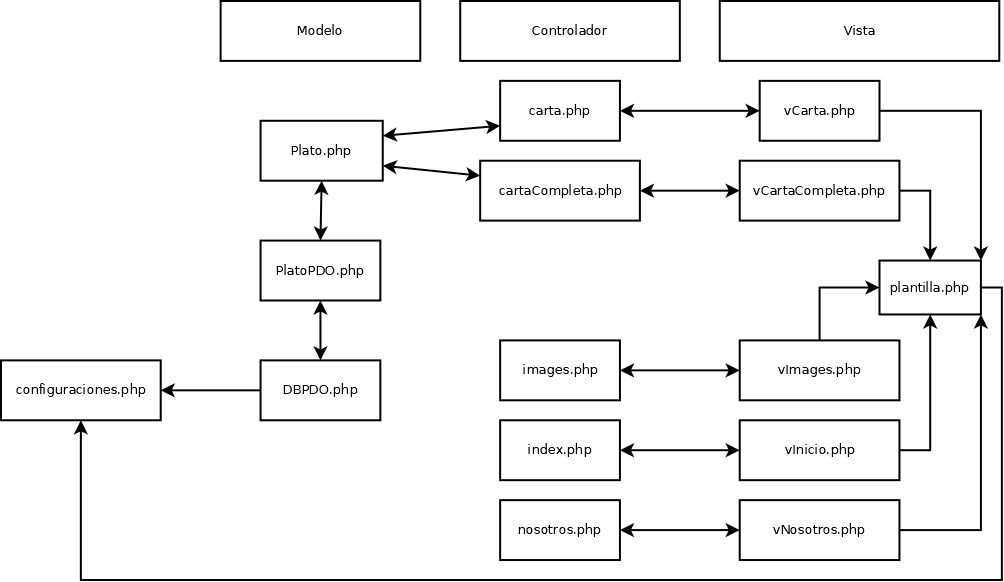 Modelo
Controlador
Vista
carta.php
vCarta.php
Plato.php
cartaCompleta.php
vCartaCompleta.php
PlatoPDO.php
plantilla.php
images.php
vImages.php
configuraciones.php
DBPDO.php
index.php
vInicio.php
nosotros.php
vNosotros.php